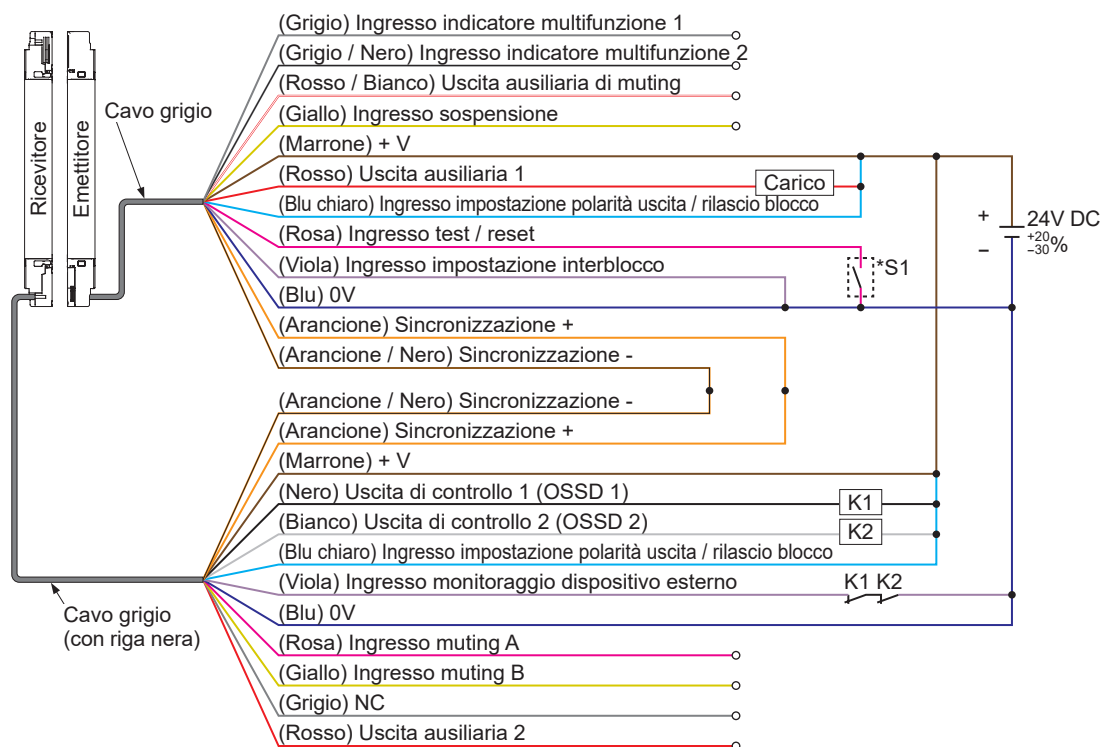 (Grigio) Ingresso indicatore multifunzione 1
(Grigio / Nero) Ingresso indicatore multifunzione 2
(Rosso / Bianco) Uscita ausiliaria di muting
Cavo grigio
(Giallo) Ingresso sospensione
(Marrone) + V
Ricevitore
Emettitore
(Rosso) Uscita ausiliaria 1
Carico
(Blu chiaro) Ingresso impostazione polarità uscita / rilascio blocco
+ 24V DC
– +20 –30 %
(Rosa) Ingresso test / reset
(Viola) Ingresso impostazione interblocco
*S1
(Blu) 0V
(Arancione) Sincronizzazione +
(Arancione / Nero) Sincronizzazione -
(Arancione / Nero) Sincronizzazione -
(Arancione) Sincronizzazione +
(Marrone) + V
(Nero) Uscita di controllo 1 (OSSD 1)
K1
(Bianco) Uscita di controllo 2 (OSSD 2)
K2
(Blu chiaro) Ingresso impostazione polarità uscita / rilascio blocco
(Viola) Ingresso monitoraggio dispositivo esterno
K1 K2
Cavo grigio
(con riga nera)
(Blu) 0V
(Rosa) Ingresso muting A
(Giallo) Ingresso muting B
(Grigio) NC
(Rosso) Uscita ausiliaria 2